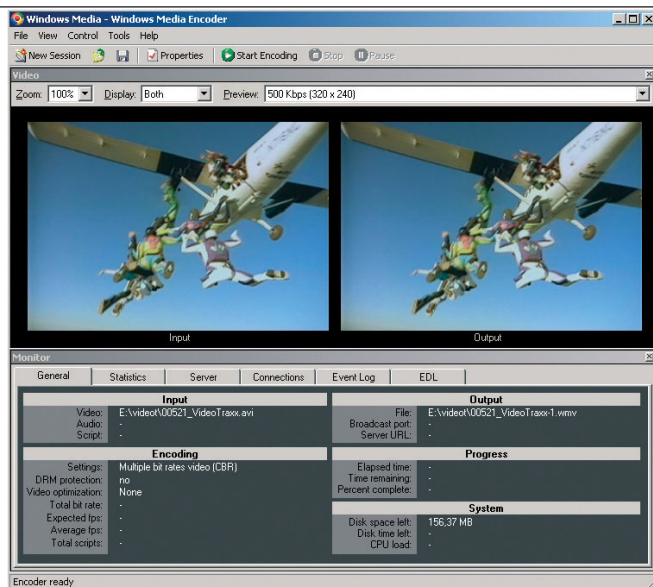 Windows Media - Windows Media Encoder
File View Control Tools Help
New Session Properties Start Encoding Stop Pause
Video
Zoom: 100% Display: Both Preview: 500 Kbps (320 x 240)
Input Output
Monitor
General Statistics Server Connections Event Log EDL
Input
Video: E:\videot\00521_VideoTraxx.avi
Audio: -
Script: -
Output
File: E:\videot\00521_VideoTraxx-1.wmv
Broadcast port: -
Server URL: -
Encoding
Settings: Multiple bit rates video (CBR)
DRM protection: no
Video optimization: None
Total bit rate: -
Expected fps: -
Average fps: -
Total scripts: -
Progress
Elapsed time: -
Time remaining: -
Percent complete: -
System
Disk space left: 156,37 MB
Disk time left: -
CPU load: -
Encoder ready